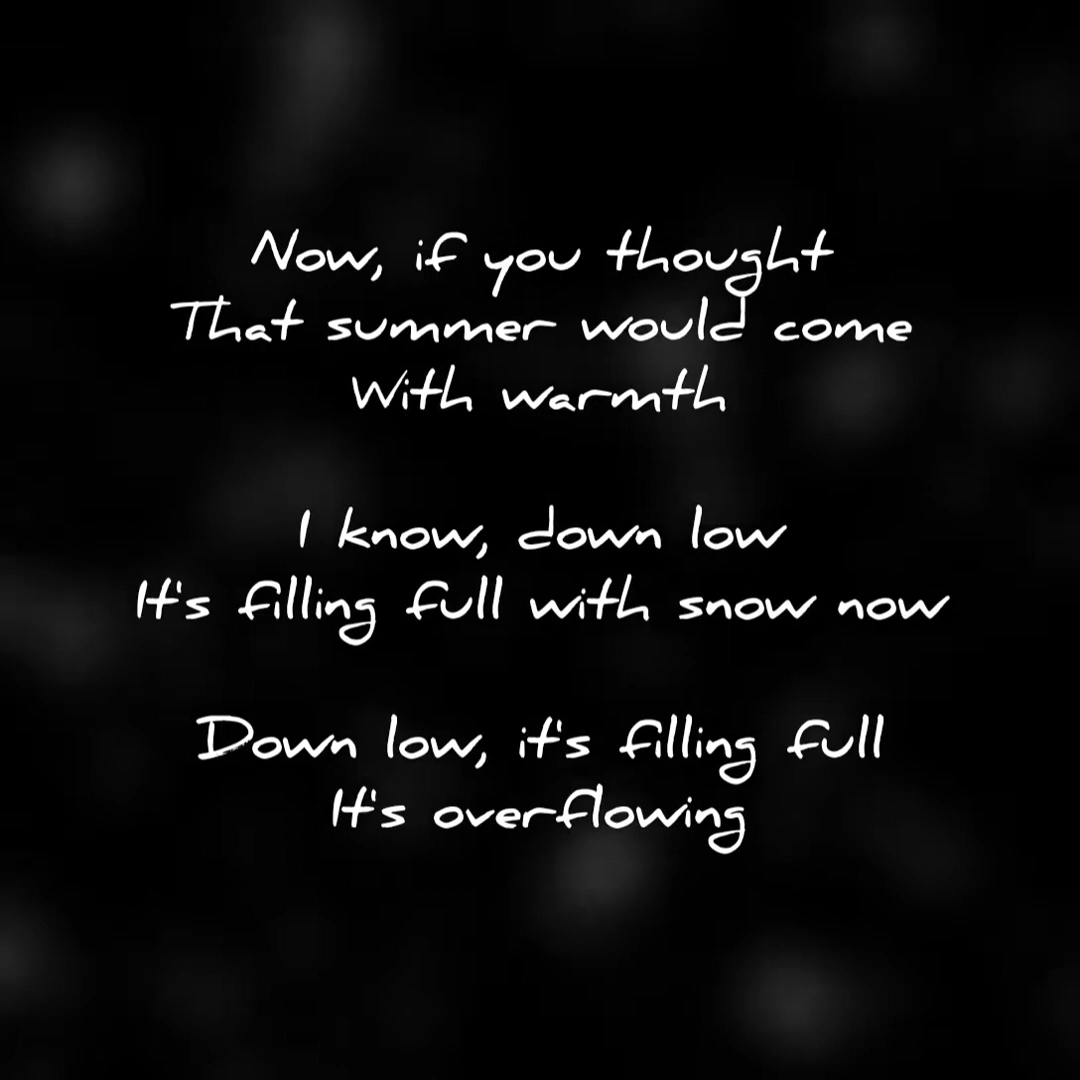 Now, if you thought
That summer would come
With warmth
I know, down low
It's filling full with snow now
Down low, it's filling full
It's overflowing